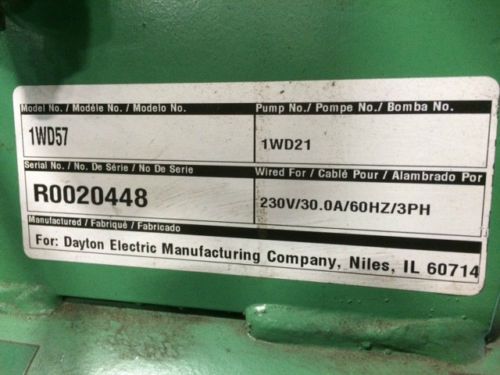 Model No. / Modèle No. / Modelo No.
1WD57
Pump No./ Pompe No./ Bomba No.
1WD21
Serial No. / No. De Série / No De Serie
R0020448
Wired For / Cablé Pour / Alambrado Por
230V/30.0A/60HZ/3PH
Manufactured / Fabriqué / Fabricado
For: Dayton Electric Manufacturing Company, Niles, IL 60714